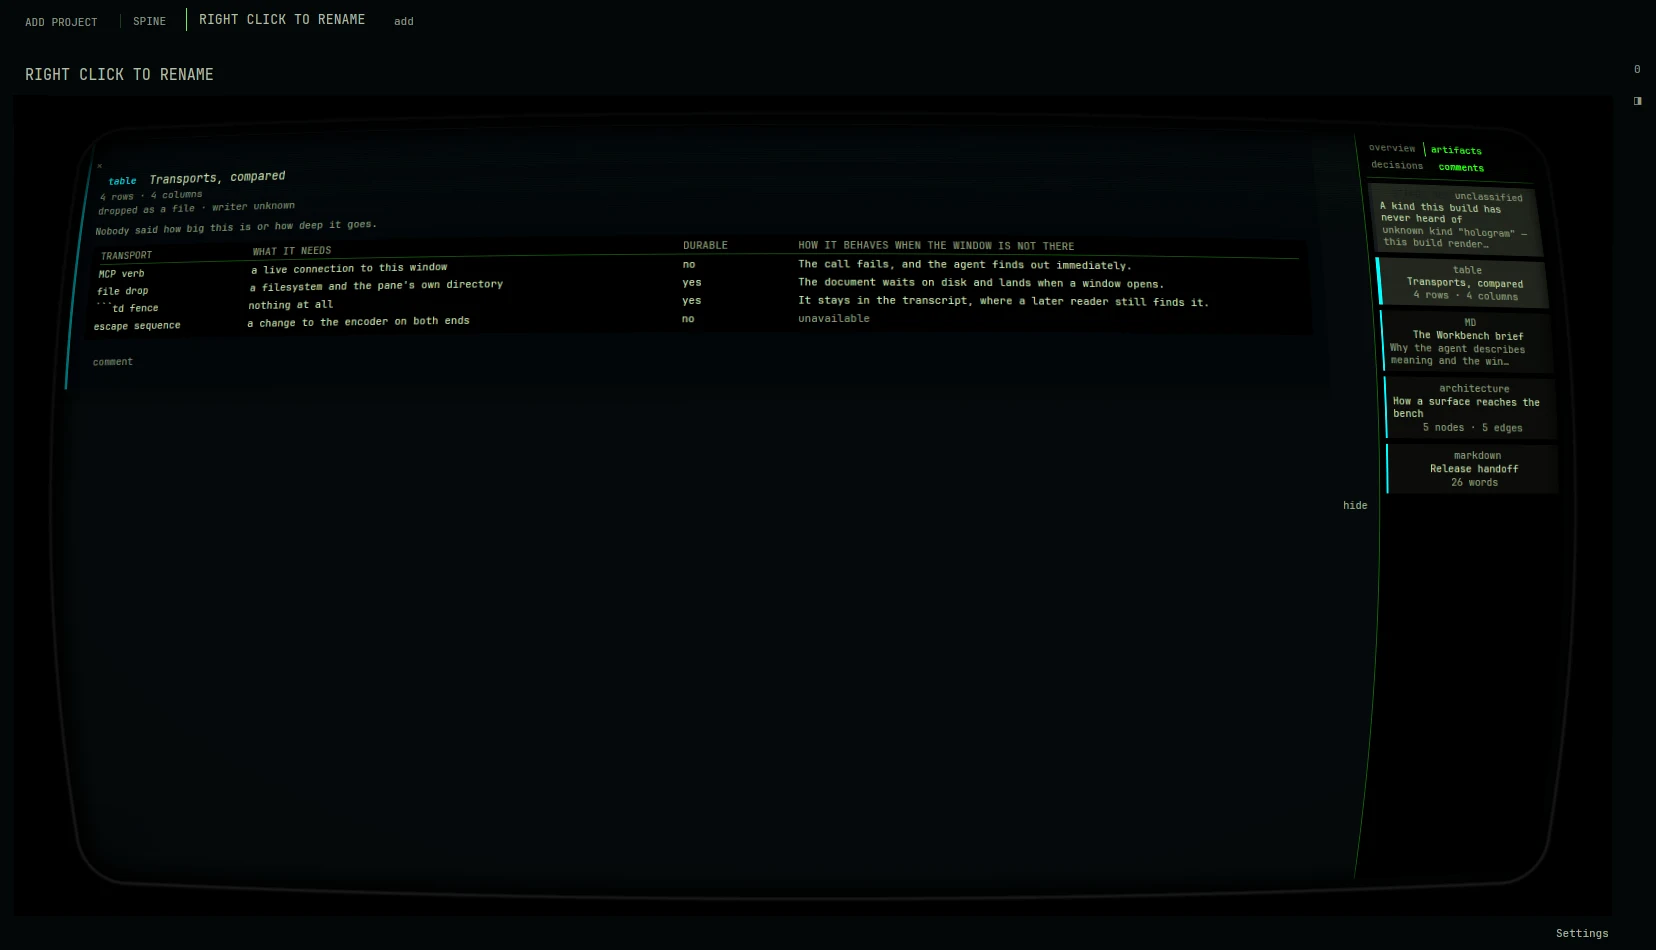 ADD PROJECT SPINE RIGHT CLICK TO RENAME add
RIGHT CLICK TO RENAME
0
×
table Transports, compared
4 rows · 4 columns
dropped as a file · writer unknown
Nobody said how big this is or how deep it goes.
TRANSPORT WHAT IT NEEDS DURABLE HOW IT BEHAVES WHEN THE WINDOW IS NOT THERE
MCP verb a live connection to this window no The call fails, and the agent finds out immediately.
file drop a filesystem and the pane's own directory yes The document waits on disk and lands when a window opens.
```td fence nothing at all yes It stays in the transcript, where a later reader still finds it.
escape sequence a change to the encoder on both ends no unavailable
comment
overview artifacts
decisions comments
unclassified
A kind this build has
never heard of
unknown kind "hologram" —
this build render…
table
Transports, compared
4 rows · 4 columns
MD
The Workbench brief
Why the agent describes
meaning and the win…
architecture
How a surface reaches the
bench
5 nodes · 5 edges
markdown
Release handoff
26 words
hide
Settings